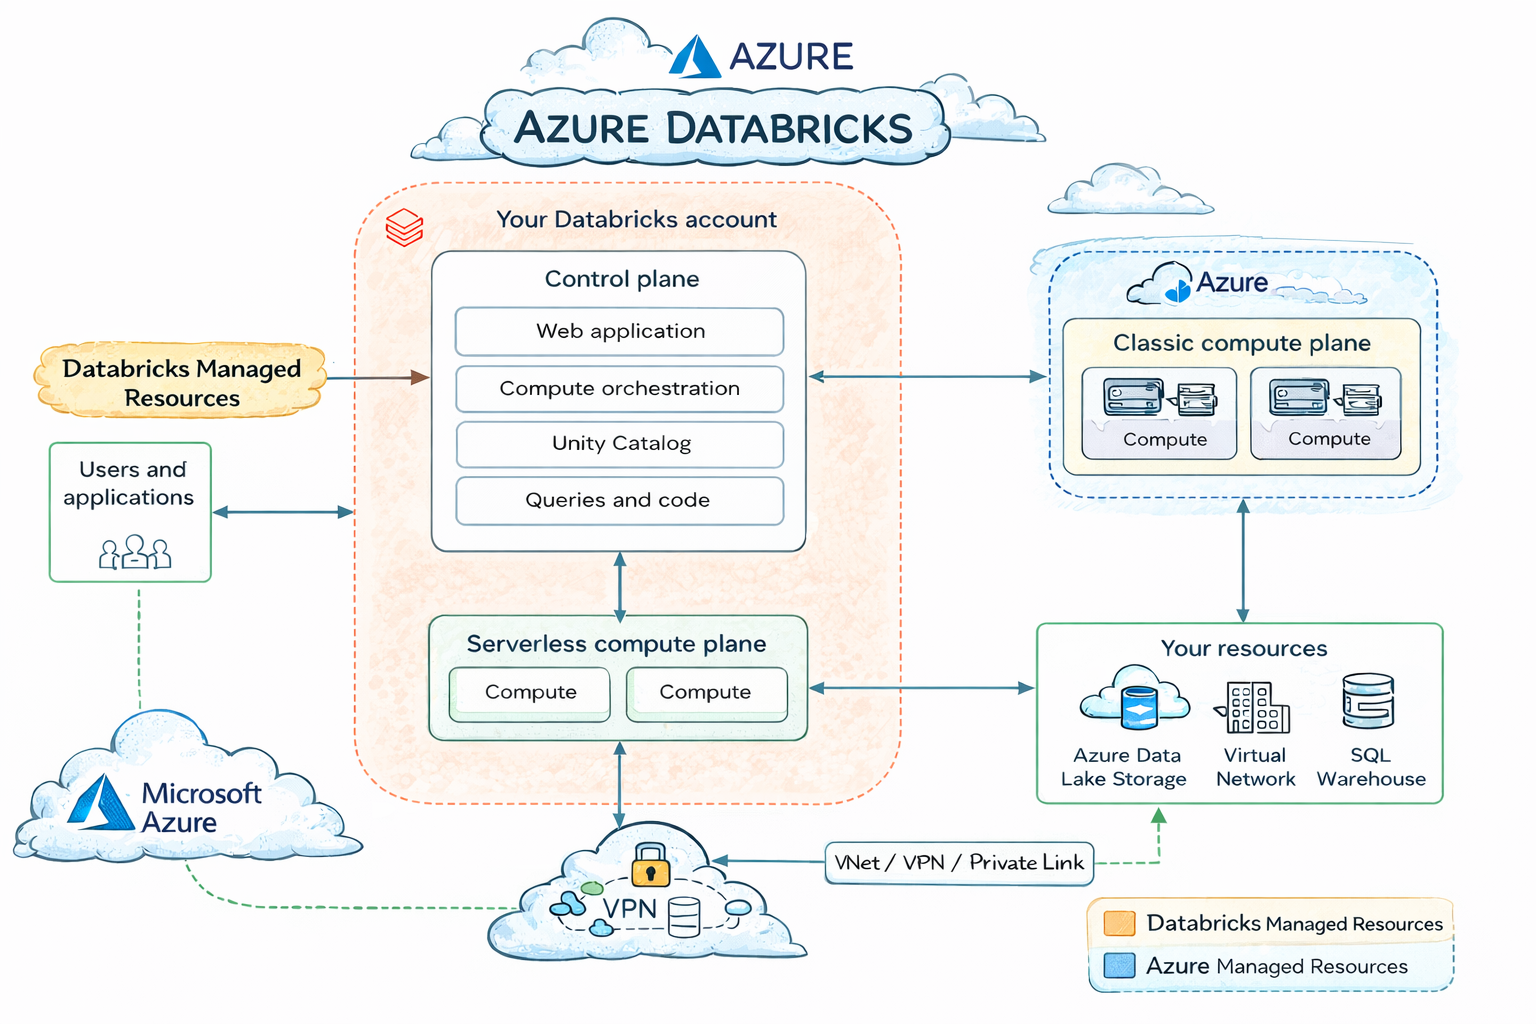 AZURE
AZURE DATABRICKS
Your Databricks account
Control plane
Web application
Compute orchestration
Unity Catalog
Queries and code
Databricks Managed
Resources
Users and
applications
Azure
Classic compute plane
Compute
Compute
Serverless compute plane
Compute
Compute
Your resources
Azure Data
Lake Storage
Virtual
Network
SQL
Warehouse
Microsoft
Azure
VNet / VPN / Private Link
VPN
Databricks Managed Resources
Azure Managed Resources